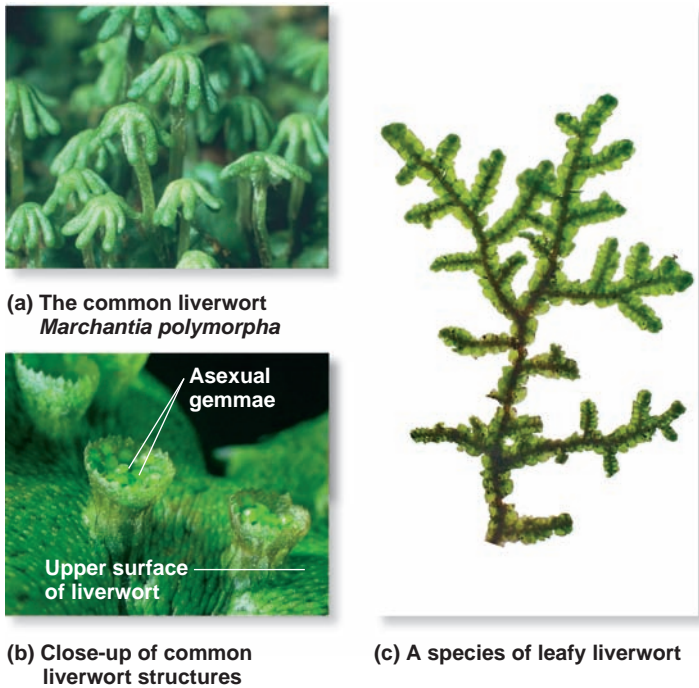 (a) The common liverwort
Marchantia polymorpha
Asexual
gemmae
Upper surface
of liverwort
(b) Close-up of common
liverwort structures
(c) A species of leafy liverwort